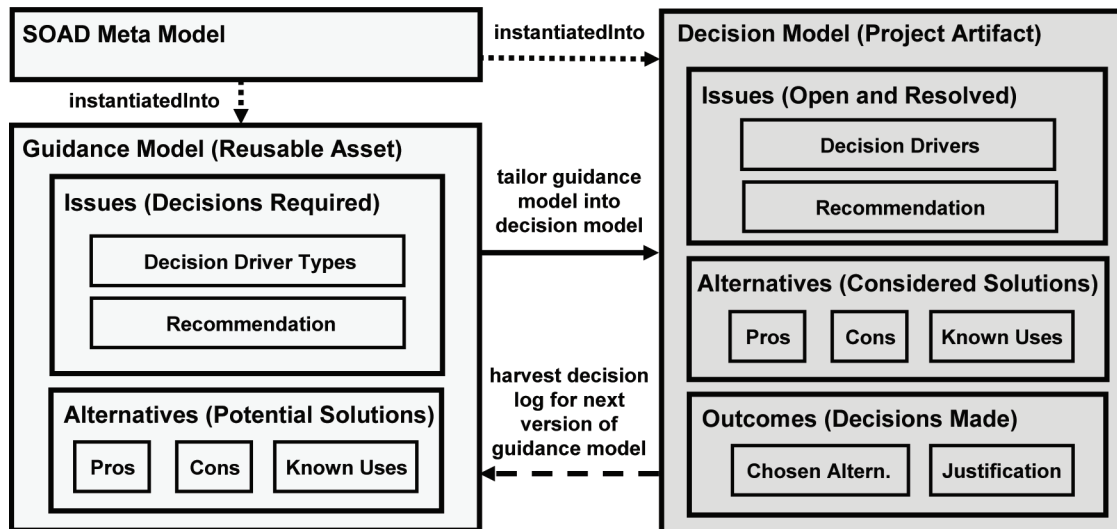 SOAD Meta Model
instantiatedInto
instantiatedInto
Guidance Model (Reusable Asset)
Issues (Decisions Required)
Decision Driver Types
Recommendation
Alternatives (Potential Solutions)
Pros
Cons
Known Uses
tailor guidance
model into
decision model
harvest decision
log for next
version of
guidance model
Decision Model (Project Artifact)
Issues (Open and Resolved)
Decision Drivers
Recommendation
Alternatives (Considered Solutions)
Pros
Cons
Known Uses
Outcomes (Decisions Made)
Chosen Altern.
Justification